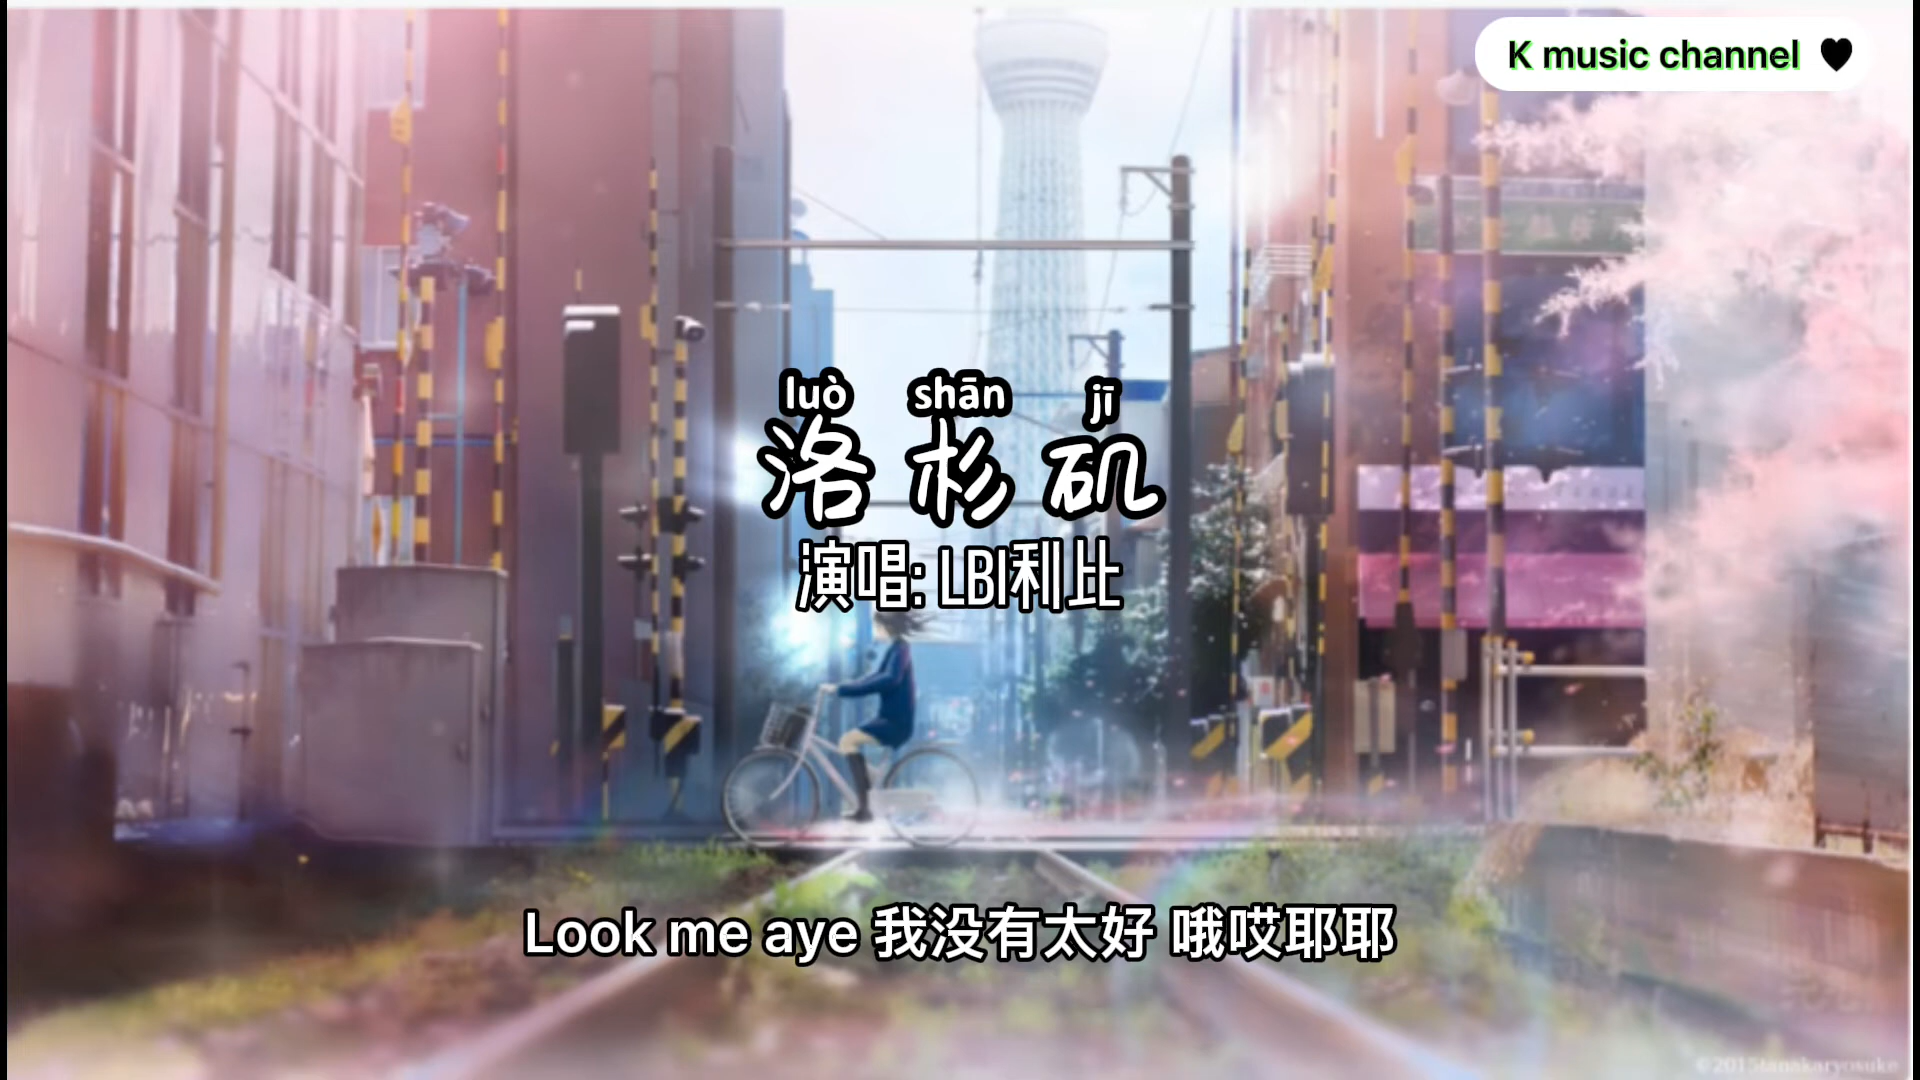 K music channel ♥
luò shān jī
洛杉矶
演唱: LBI利比
Look me aye 我没有太好 哦哎耶耶
©2015tanakaryosuke